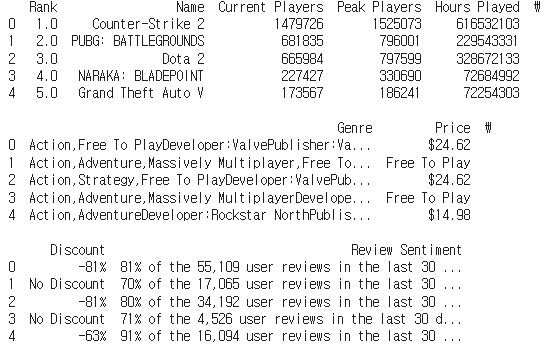 Rank Name Current Players Peak Players Hours Played ₩
0 1.0 Counter-Strike 2 1479726 1525073 616532103
1 2.0 PUBG: BATTLEGROUNDS 681835 796001 229543331
2 3.0 Dota 2 665984 797599 328672133
3 4.0 NARAKA: BLADEPOINT 227427 330690 72684992
4 5.0 Grand Theft Auto V 173567 186241 72254303
Genre Price ₩
0 Action,Free To PlayDeveloper:ValvePublisher:Va... $24.62
1 Action,Adventure,Massively Multiplayer,Free To... Free To Play
2 Action,Strategy,Free To PlayDeveloper:ValvePub... $24.62
3 Action,Adventure,Massively MultiplayerDevelope... Free To Play
4 Action,AdventureDeveloper:Rockstar NorthPublis... $14.98
Discount Review Sentiment
0 -81% 81% of the 55,109 user reviews in the last 30 ...
1 No Discount 70% of the 17,065 user reviews in the last 30 ...
2 -81% 80% of the 34,192 user reviews in the last 30 ...
3 No Discount 71% of the 4,526 user reviews in the last 30 d...
4 -63% 91% of the 16,094 user reviews in the last 30 ...